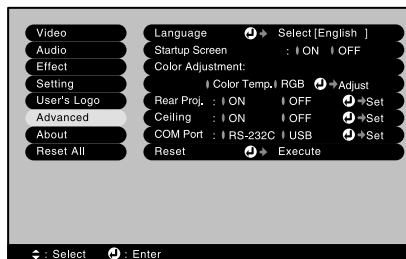 Video
Audio
Effect
Setting
User's Logo
Advanced
About
Reset All
Language Select [English ]
Startup Screen : ON OFF
Color Adjustment:
Color Temp. RGB Adjust
Rear Proj. : ON OFF Set
Ceiling : ON OFF Set
COM Port : RS-232C USB Set
Reset Execute
: Select : Enter